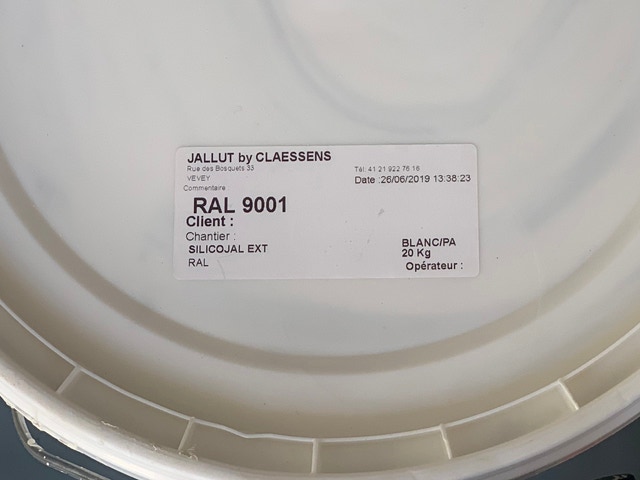 JALLUT by CLAESSENS
Rue des Bosquets 33
Tél: 41 21 922 76 16
VEVEY
Date :26/06/2019 13:38:23
Commentaire
RAL 9001
Client :
Chantier :
SILICOJAL EXT
BLANC/PA
20 Kg
RAL
Opérateur :